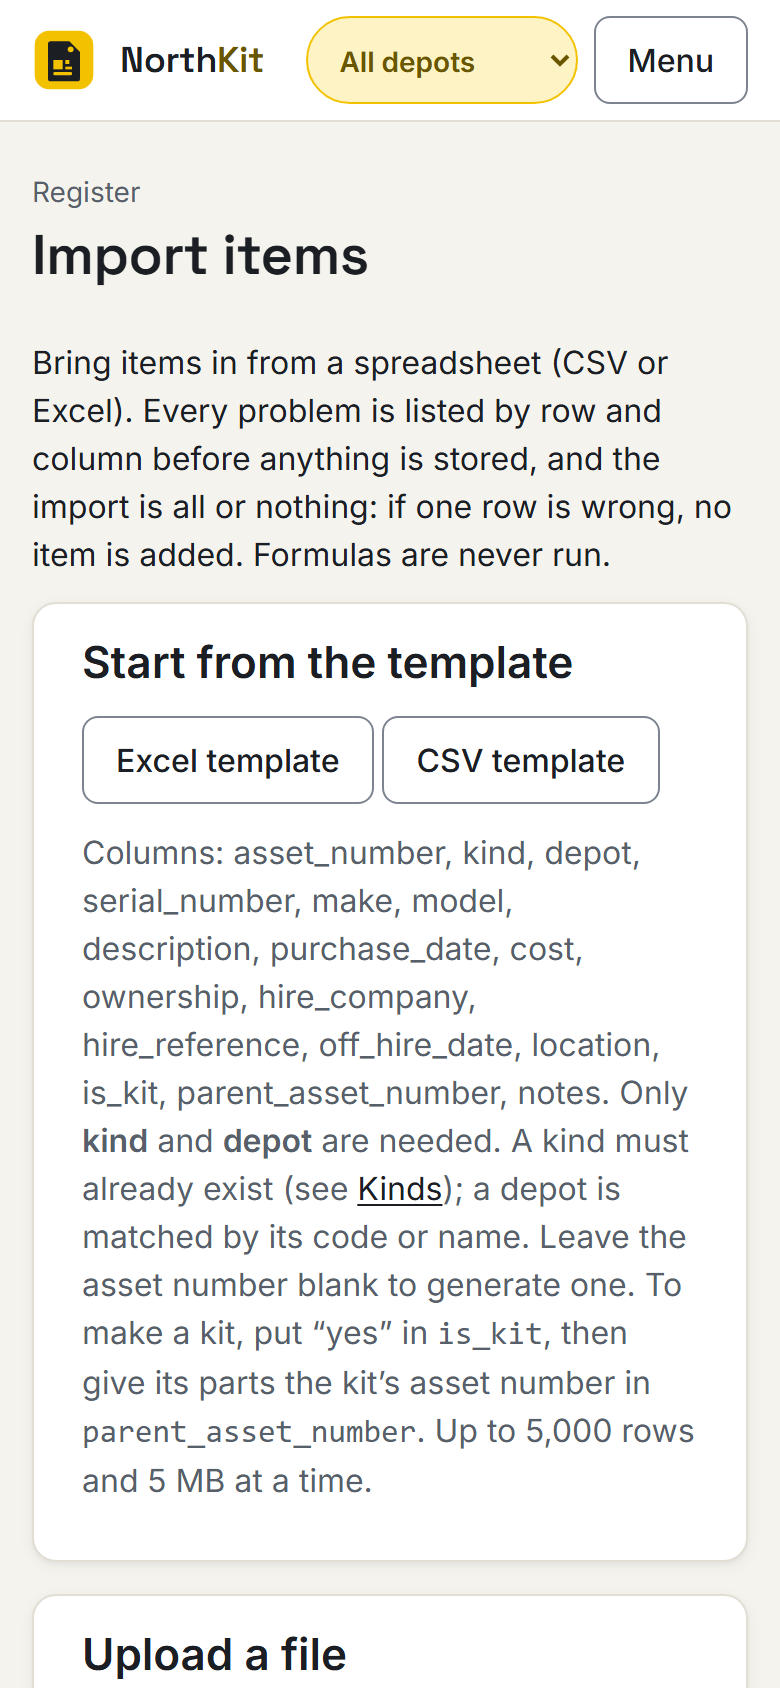 NorthKit
All depots
Menu
Register
Import items
Bring items in from a spreadsheet (CSV or
Excel). Every problem is listed by row and
column before anything is stored, and the
import is all or nothing: if one row is wrong, no
item is added. Formulas are never run.
Start from the template
Excel template
CSV template
Columns: asset_number, kind, depot,
serial_number, make, model,
description, purchase_date, cost,
ownership, hire_company,
hire_reference, off_hire_date, location,
is_kit, parent_asset_number, notes. Only
kind and depot are needed. A kind must
already exist (see Kinds); a depot is
matched by its code or name. Leave the
asset number blank to generate one. To
make a kit, put “yes” in is_kit, then
give its parts the kit’s asset number in
parent_asset_number. Up to 5,000 rows
and 5 MB at a time.
Upload a file